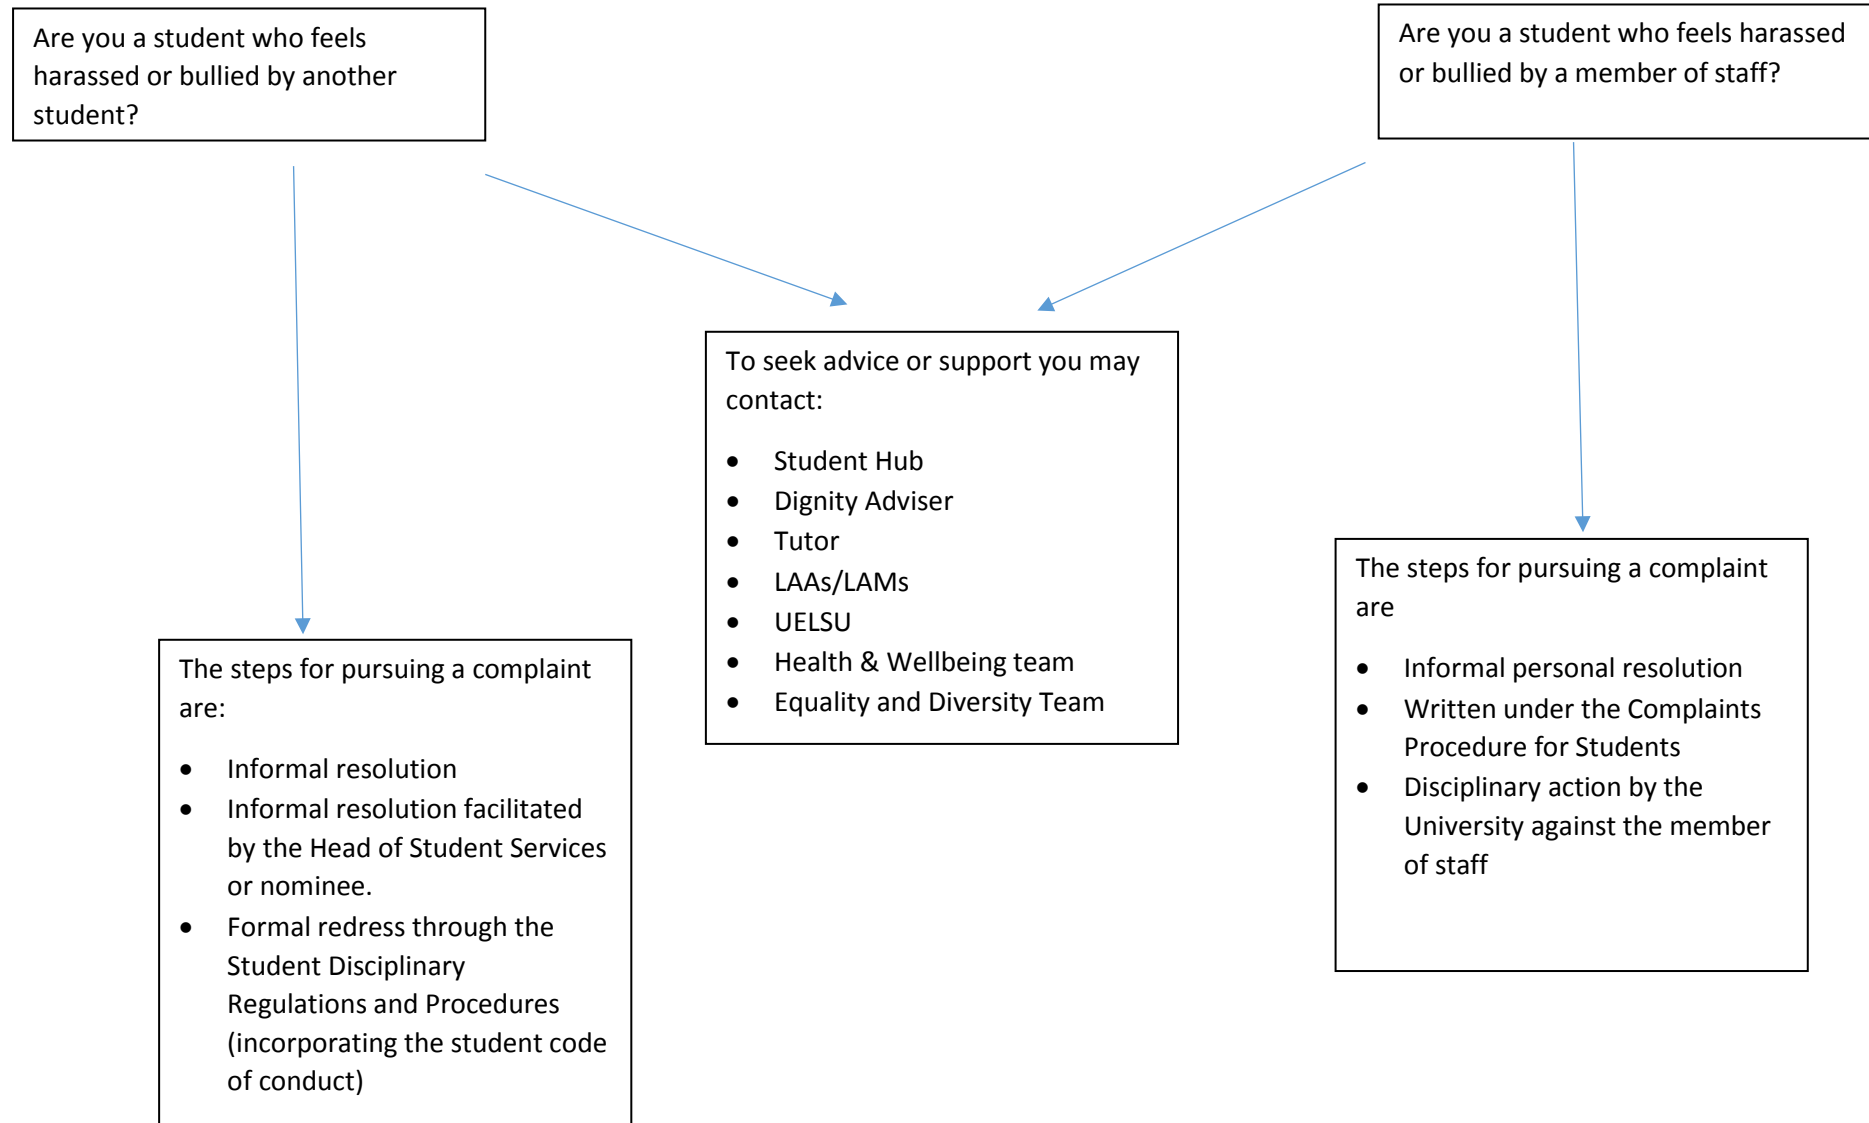 Are you a student who feels
harassed or bullied by another
student?
Are you a student who feels harassed
or bullied by a member of staff?
To seek advice or support you may
contact:
• Student Hub
• Dignity Adviser
• Tutor
• LAAs/LAMs
• UELSU
• Health & Wellbeing team
• Equality and Diversity Team
The steps for pursuing a complaint
are:
• Informal resolution
• Informal resolution facilitated
by the Head of Student Services
or nominee.
• Formal redress through the
Student Disciplinary
Regulations and Procedures
(incorporating the student code
of conduct)
The steps for pursuing a complaint
are
• Informal personal resolution
• Written under the Complaints
Procedure for Students
• Disciplinary action by the
University against the member
of staff